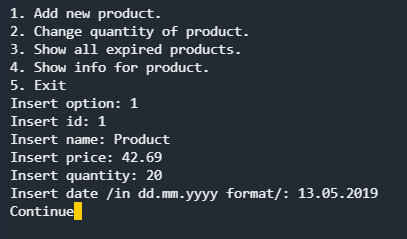 1. Add new product.
2. Change quantity of product.
3. Show all expired products.
4. Show info for product.
5. Exit
Insert option: 1
Insert id: 1
Insert name: Product
Insert price: 42.69
Insert quantity: 20
Insert date /in dd.mm.yyyy format/: 13.05.2019
Continue